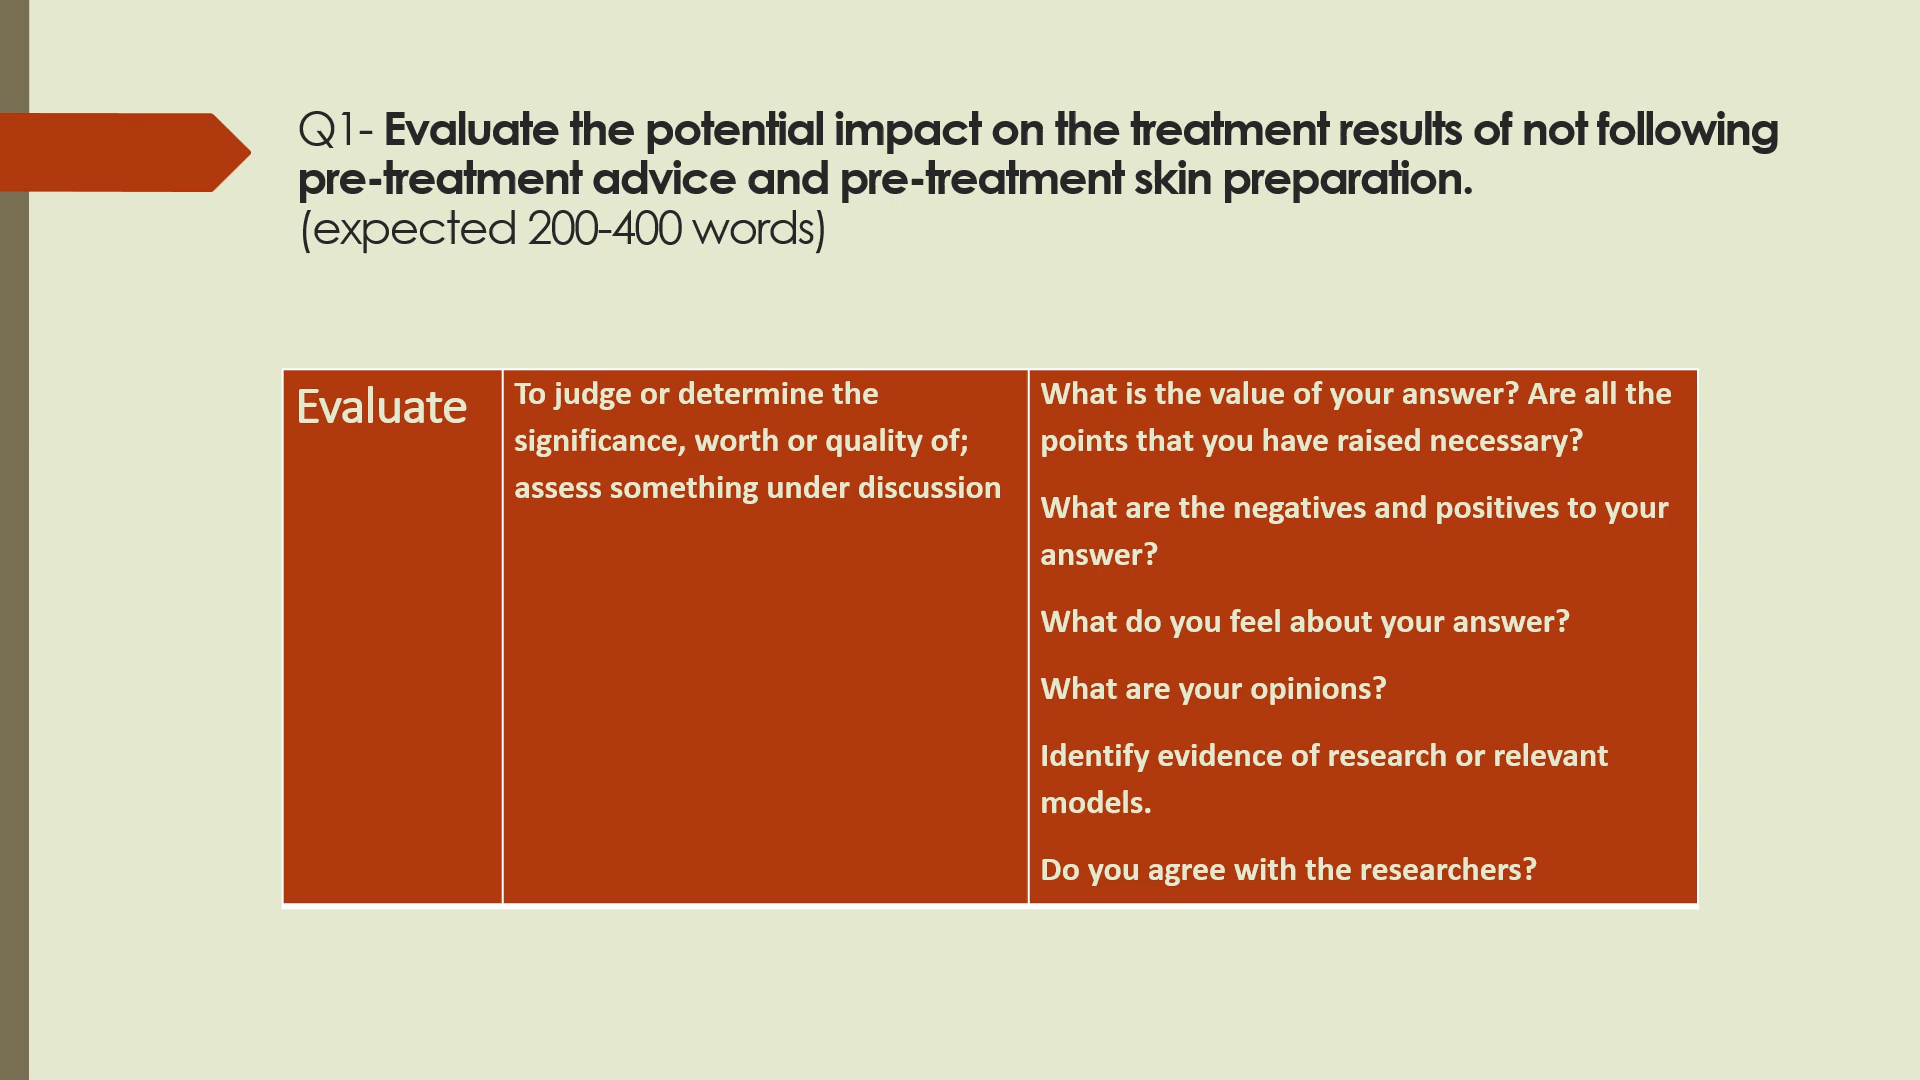 Q1- Evaluate the potential impact on the treatment results of not following
pre-treatment advice and pre-treatment skin preparation.
(expected 200-400 words)
Evaluate
To judge or determine the
significance, worth or quality of;
assess something under discussion
What is the value of your answer? Are all the
points that you have raised necessary?
What are the negatives and positives to your
answer?
What do you feel about your answer?
What are your opinions?
Identify evidence of research or relevant
models.
Do you agree with the researchers?